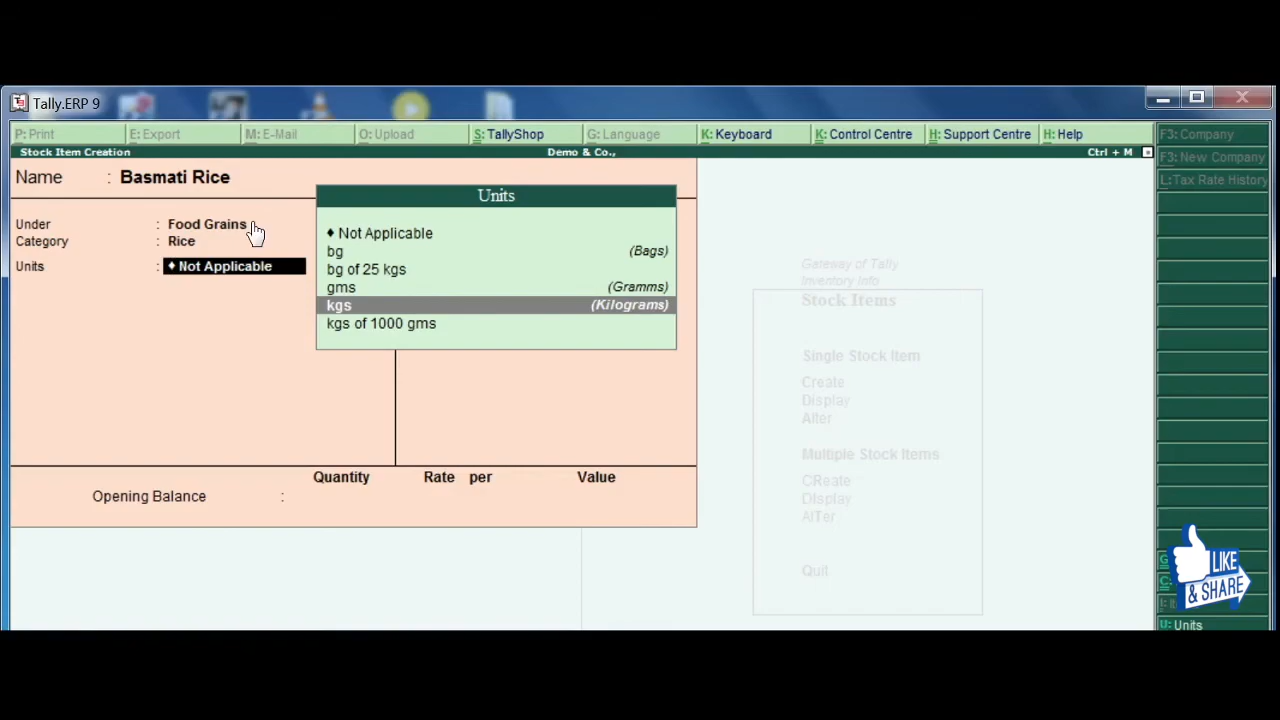 Tally.ERP 9
P: Print E: Export M: E-Mail O: Upload S: TallyShop G: Language K: Keyboard K: Control Centre H: Support Centre H: Help F3: Company
Stock Item Creation Demo & Co., Ctrl + M F3: New Company
Name : Basmati Rice L:Tax Rate History
Units
Under : Food Grains
♦ Not Applicable
Category : Rice
bg (Bags)
Units : ♦ Not Applicable
bg of 25 kgs
gms (Gramms)
kgs (Kilograms)
kgs of 1000 gms
Gateway of Tally
Inventory Info
Stock Items
Single Stock Item
Create
Display
Alter
Multiple Stock Items
CReate
DIsplay
AlTer
Quit
Quantity Rate per Value
Opening Balance :
LIKE
& SHARE
U: Units